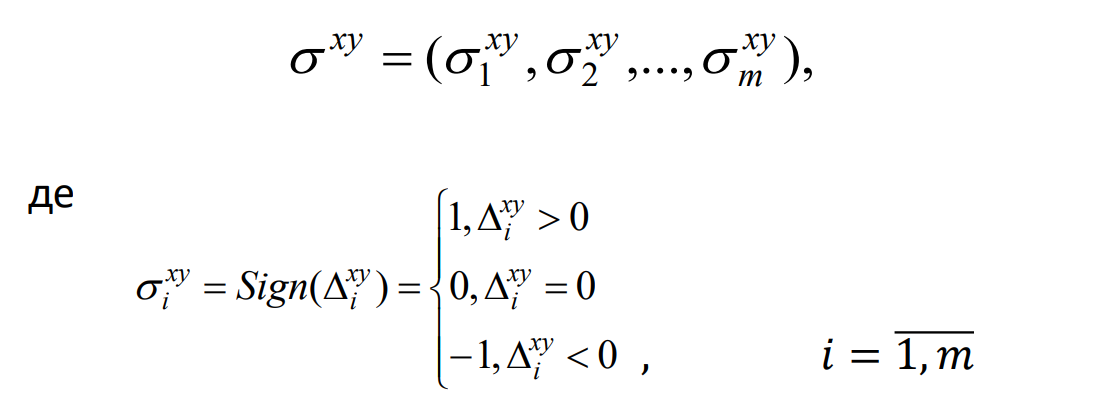 σ^{xy} = (σ_1^{xy}, σ_2^{xy}, ..., σ_m^{xy}),
де
σ_i^{xy} = Sign(Δ_i^{xy}) = { 1, Δ_i^{xy} > 0
0, Δ_i^{xy} = 0
−1, Δ_i^{xy} < 0 , i = \overline{1, m}